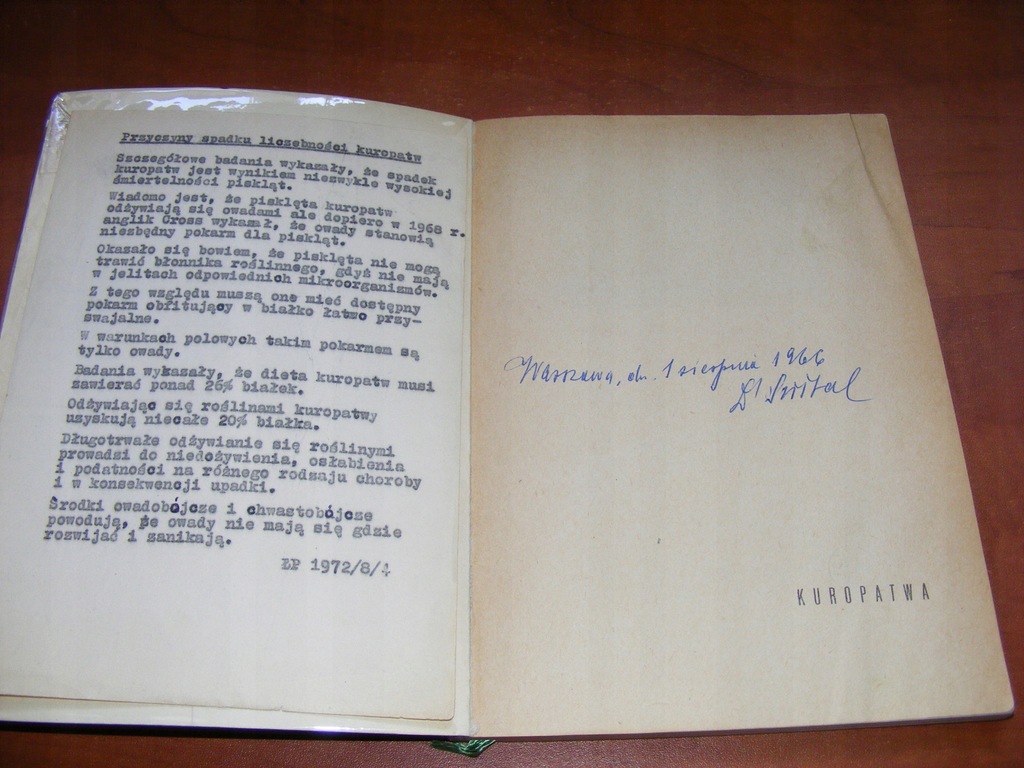 Przyczyny spadku liczebności kuropatw
Szczegółowe badania wykazały, że spadek
kuropatw jest wynikiem niezwykle wysokiej
śmiertelności piskląt.
Wiadomo jest, że pisklęta kuropatw
odżywiają się owadami ale dopiero w 1968 r.
anglik Cross wykazał, że owady stanowią
niezbędny pokarm dla piskląt.
Okazało się bowiem, że pisklęta nie mogą
trawić błonnika roślinnego, gdyż nie mają
w jelitach odpowiednich mikroorganizmów.
Z tego względu muszą one mieć dostępny
pokarm obfitujący w białko łatwo przy-
swajalne.
W warunkach polowych takim pokarmem są
tylko owady.
Badania wykazały, że dieta kuropatw musi
zawierać ponad 26% białek.
Odżywiając się roślinami kuropatwy
uzyskują niecałe 20% białka.
Długotrwałe odżywianie się roślinymi
prowadzi do niedożywienia, osłabienia
i podatności na różnego rodzaju choroby
i w konsekwencji upadki.
Środki owadobójcze i chwastobójcze
powodują, że owady nie mają się gdzie
rozwijać i zanikają.
ŁP 1972/8/4
Warszawa, dn. 1 sierpnia 1966
KUROPATWA